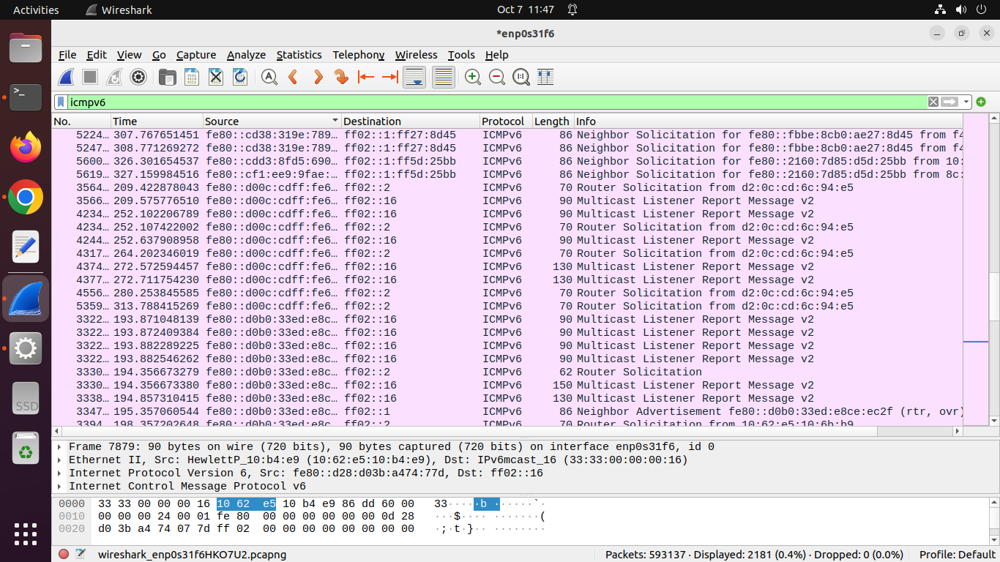 Activities Wireshark Oct 7 11:47
*enp0s31f6
File Edit View Go Capture Analyze Statistics Telephony Wireless Tools Help
icmpv6
No. Time Source Destination Protocol Length Info
5224… 307.767651451 fe80::cd38:319e:789… ff02::1:ff27:8d45 ICMPv6 86 Neighbor Solicitation for fe80::fbbe:8cb0:ae27:8d45 from f4
5247… 308.771269272 fe80::cd38:319e:789… ff02::1:ff27:8d45 ICMPv6 86 Neighbor Solicitation for fe80::fbbe:8cb0:ae27:8d45 from f4
5600… 326.301654537 fe80::cdd3:8fd5:690… ff02::1:ff5d:25bb ICMPv6 86 Neighbor Solicitation for fe80::2160:7d85:d5d:25bb from 10:
5619… 327.159984516 fe80::cf1:ee9:9fae:… ff02::1:ff5d:25bb ICMPv6 86 Neighbor Solicitation for fe80::2160:7d85:d5d:25bb from 8c:
3564… 209.422878043 fe80::d00c:cdff:fe6… ff02::2 ICMPv6 70 Router Solicitation from d2:0c:cd:6c:94:e5
3566… 209.575776510 fe80::d00c:cdff:fe6… ff02::16 ICMPv6 90 Multicast Listener Report Message v2
4234… 252.102206789 fe80::d00c:cdff:fe6… ff02::16 ICMPv6 90 Multicast Listener Report Message v2
4234… 252.107422002 fe80::d00c:cdff:fe6… ff02::2 ICMPv6 70 Router Solicitation from d2:0c:cd:6c:94:e5
4244… 252.637908958 fe80::d00c:cdff:fe6… ff02::16 ICMPv6 90 Multicast Listener Report Message v2
4317… 264.202346019 fe80::d00c:cdff:fe6… ff02::2 ICMPv6 70 Router Solicitation from d2:0c:cd:6c:94:e5
4374… 272.572594457 fe80::d00c:cdff:fe6… ff02::16 ICMPv6 130 Multicast Listener Report Message v2
4377… 272.711754230 fe80::d00c:cdff:fe6… ff02::16 ICMPv6 130 Multicast Listener Report Message v2
4556… 280.253845585 fe80::d00c:cdff:fe6… ff02::2 ICMPv6 70 Router Solicitation from d2:0c:cd:6c:94:e5
5359… 313.788415269 fe80::d00c:cdff:fe6… ff02::2 ICMPv6 70 Router Solicitation from d2:0c:cd:6c:94:e5
3322… 193.871048139 fe80::d0b0:33ed:e8c… ff02::16 ICMPv6 90 Multicast Listener Report Message v2
3322… 193.872409384 fe80::d0b0:33ed:e8c… ff02::16 ICMPv6 90 Multicast Listener Report Message v2
3322… 193.882289225 fe80::d0b0:33ed:e8c… ff02::16 ICMPv6 90 Multicast Listener Report Message v2
3322… 193.882546262 fe80::d0b0:33ed:e8c… ff02::16 ICMPv6 90 Multicast Listener Report Message v2
3330… 194.356673279 fe80::d0b0:33ed:e8c… ff02::2 ICMPv6 62 Router Solicitation
3330… 194.356673380 fe80::d0b0:33ed:e8c… ff02::16 ICMPv6 150 Multicast Listener Report Message v2
3338… 194.857310415 fe80::d0b0:33ed:e8c… ff02::16 ICMPv6 130 Multicast Listener Report Message v2
3347… 195.357060544 fe80::d0b0:33ed:e8c… ff02::1 ICMPv6 86 Neighbor Advertisement fe80::d0b0:33ed:e8ce:ec2f (rtr, ovr)
3394… 198.357202648 fe80::d0b0:33ed:e8c… ff02::2 ICMPv6 70 Router Solicitation from 10:62:e5:10:6b:b9
Frame 7879: 90 bytes on wire (720 bits), 90 bytes captured (720 bits) on interface enp0s31f6, id 0
Ethernet II, Src: HewlettP_10:b4:e9 (10:62:e5:10:b4:e9), Dst: IPv6mcast_16 (33:33:00:00:00:16)
Internet Protocol Version 6, Src: fe80::d28:d03b:a474:77d, Dst: ff02::16
Internet Control Message Protocol v6
0000 33 33 00 00 00 16 10 62 e5 10 b4 e9 86 dd 60 00 33·····b ······`·
0010 00 00 00 24 00 01 fe 80 00 00 00 00 00 00 0d 28 ···$···· ·······(
0020 d0 3b a4 74 07 7d ff 02 00 00 00 00 00 00 00 00 ·;·t·}·· ········
SSD
wireshark_enp0s31f6HKO7U2.pcapng Packets: 593137 · Displayed: 2181 (0.4%) · Dropped: 0 (0.0%) Profile: Default